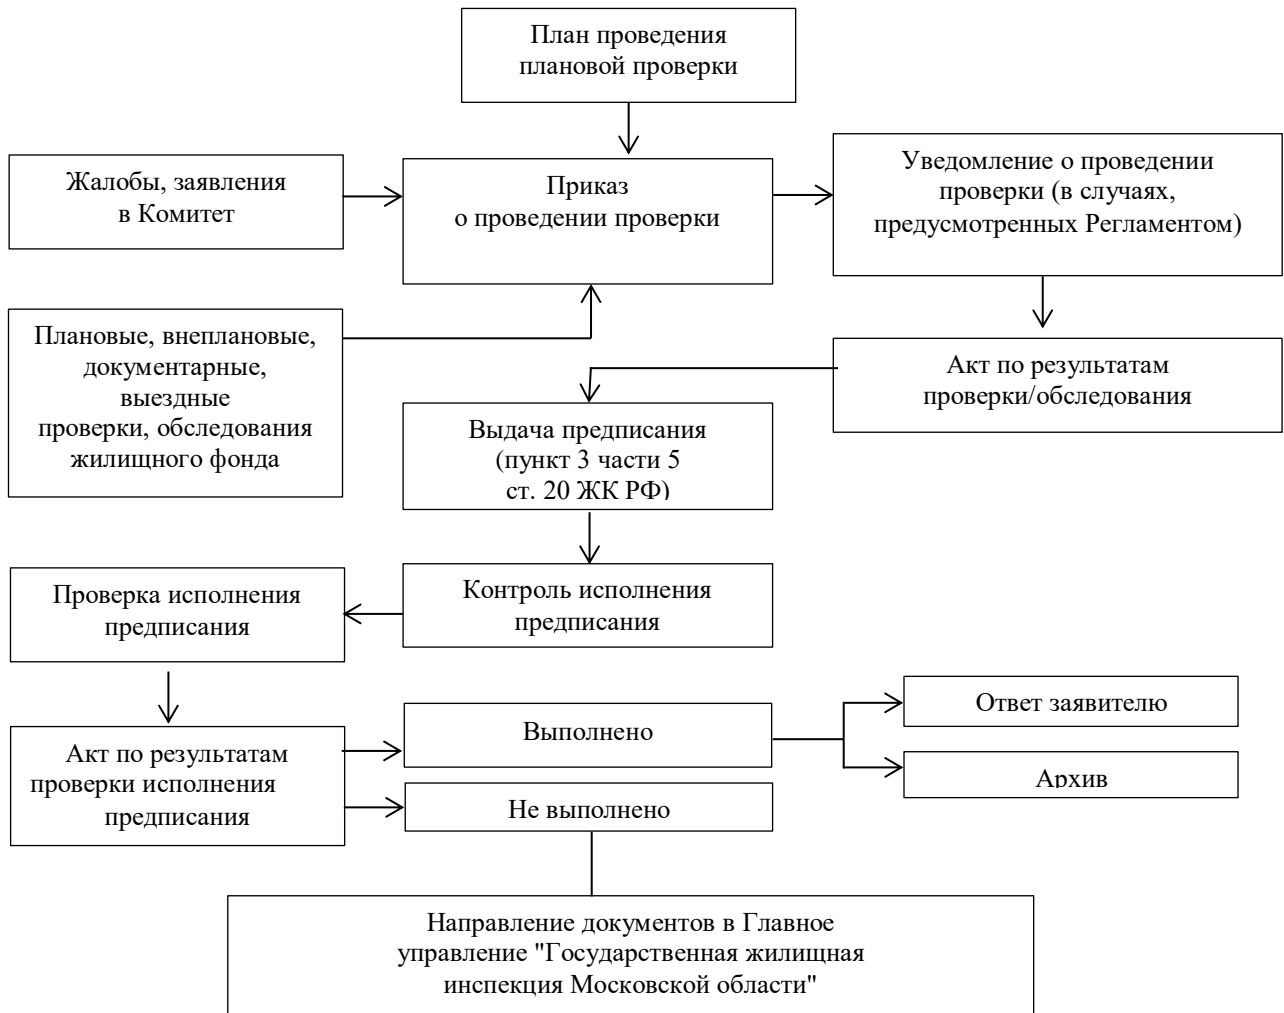 План проведения
плановой проверки
Жалобы, заявления
в Комитет
Приказ
о проведении проверки
Уведомление о проведении
проверки (в случаях,
предусмотренных Регламентом)
Плановые, внеплановые,
документарные,
выездные
проверки, обследования
жилищного фонда
Акт по результатам
проверки/обследования
Выдача предписания
(пункт 3 части 5
ст. 20 ЖК РФ)
Контроль исполнения
предписания
Проверка исполнения
предписания
Акт по результатам
проверки исполнения
предписания
Выполнено
Не выполнено
Ответ заявителю
Архив
Направление документов в Главное
управление "Государственная жилищная
инспекция Московской области"